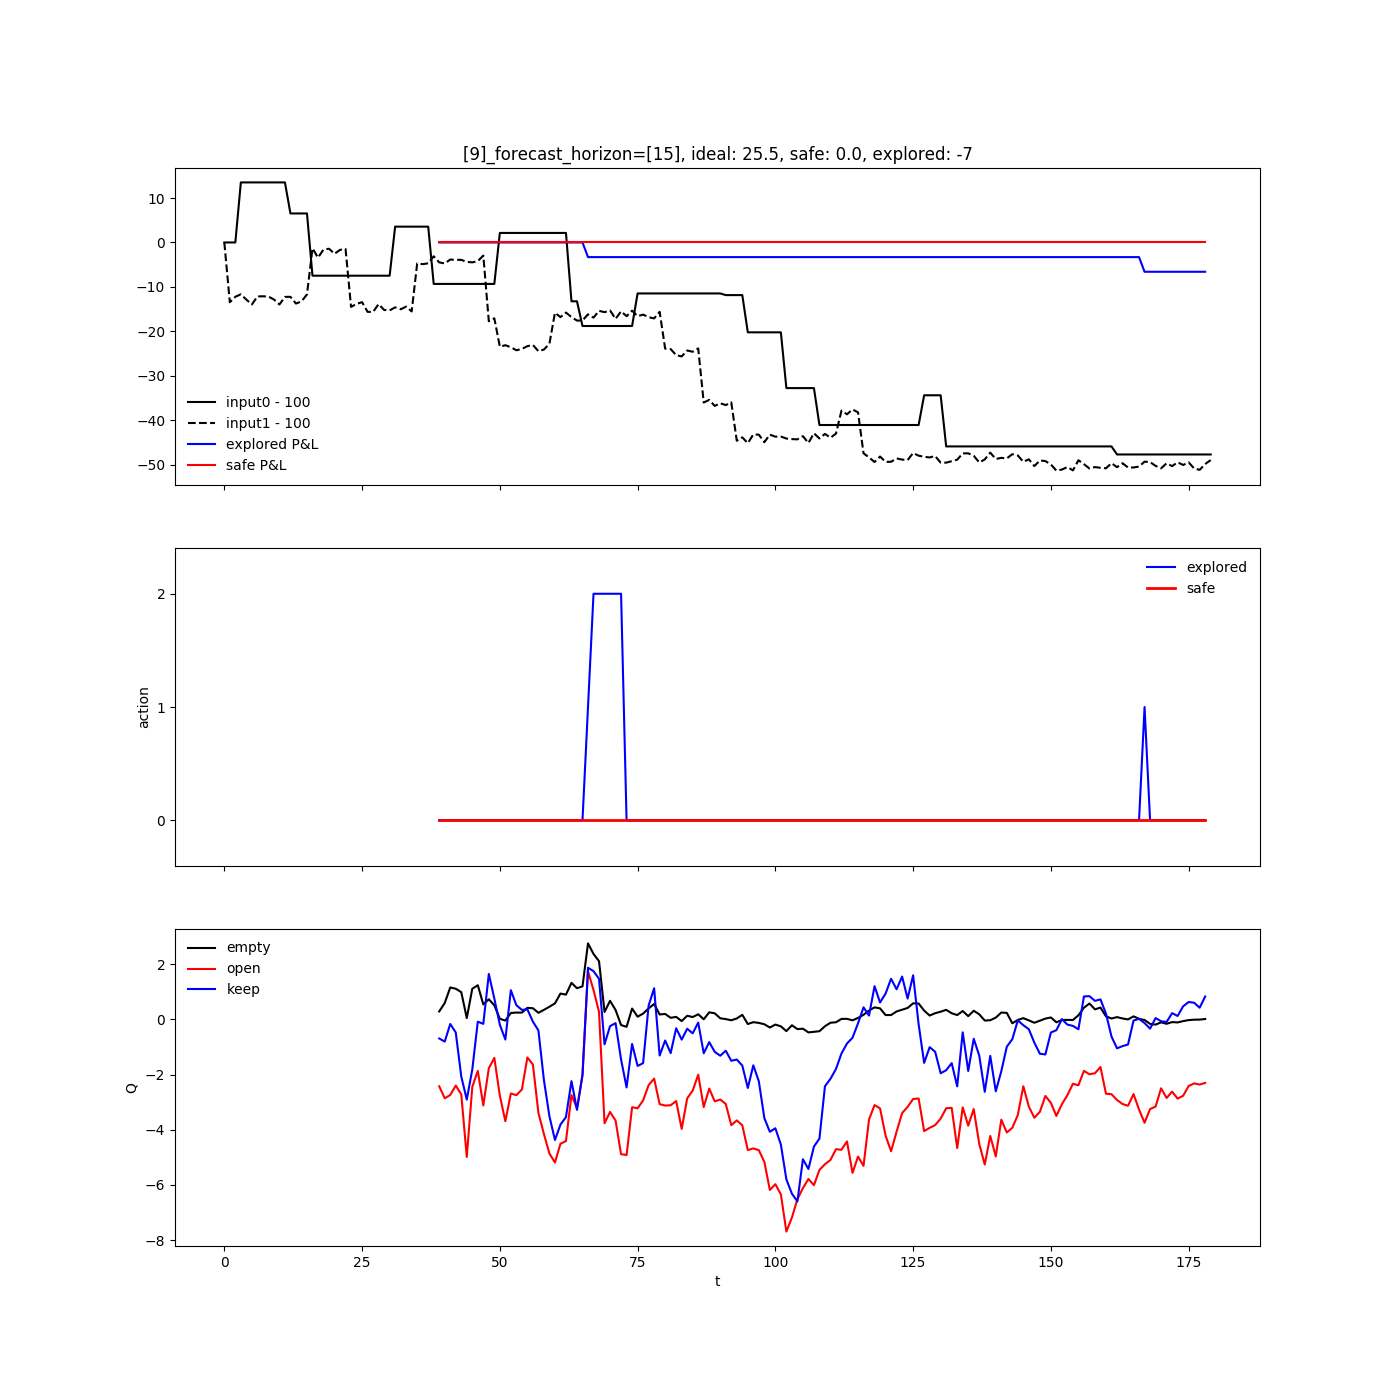 [9]_forecast_horizon=[15], ideal: 25.5, safe: 0.0, explored: -7
10
0
−10
−20
−30
−40
−50
input0 - 100
input1 - 100
explored P&L
safe P&L
action
2
1
0
explored
safe
Q
2
0
−2
−4
−6
−8
empty
open
keep
0 25 50 75 100 125 150 175
t